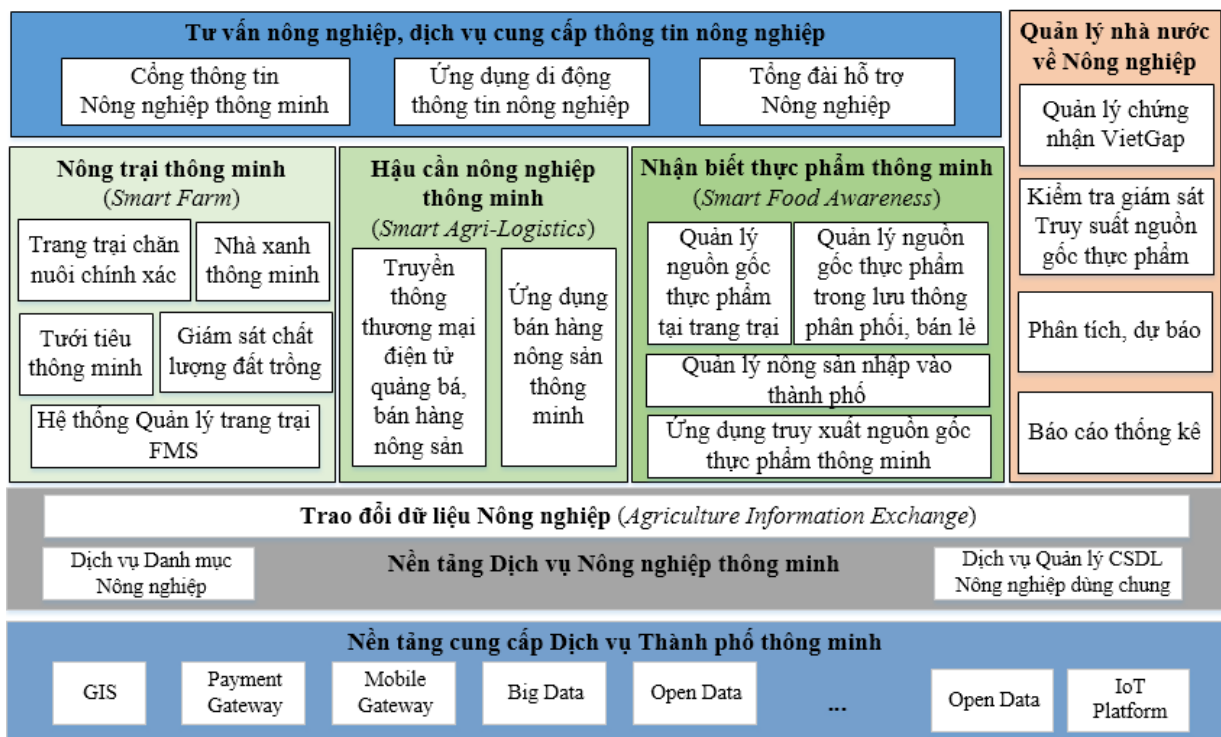 Tư vấn nông nghiệp, dịch vụ cung cấp thông tin nông nghiệp
Cổng thông tin
Nông nghiệp thông minh
Ứng dụng di động
thông tin nông nghiệp
Tổng đài hỗ trợ
Nông nghiệp
Quản lý nhà nước
về Nông nghiệp
Quản lý chứng
nhận VietGap
Kiểm tra giám sát
Truy suất nguồn
gốc thực phẩm
Phân tích, dự báo
Báo cáo thống kê
Nông trại thông minh
(Smart Farm)
Trang trại chăn
nuôi chính xác
Nhà xanh
thông minh
Tưới tiêu
thông minh
Giám sát chất
lượng đất trồng
Hệ thống Quản lý trang trại
FMS
Hậu cần nông nghiệp
thông minh
(Smart Agri-Logistics)
Truyền
thông
thương mại
điện tử
quảng bá,
bán hàng
nông sản
Ứng dụng
bán hàng
nông sản
thông
minh
Nhận biết thực phẩm thông minh
(Smart Food Awareness)
Quản lý
nguồn gốc
thực phẩm
tại trang trại
Quản lý nguồn
gốc thực phẩm
trong lưu thông
phân phối, bán lẻ
Quản lý nông sản nhập vào
thành phố
Ứng dụng truy xuất nguồn gốc
thực phẩm thông minh
Trao đổi dữ liệu Nông nghiệp (Agriculture Information Exchange)
Dịch vụ Danh mục
Nông nghiệp
Nền tảng Dịch vụ Nông nghiệp thông minh
Dịch vụ Quản lý CSDL
Nông nghiệp dùng chung
Nền tảng cung cấp Dịch vụ Thành phố thông minh
GIS
Payment
Gateway
Mobile
Gateway
Big Data
Open Data
...
Open Data
IoT
Platform